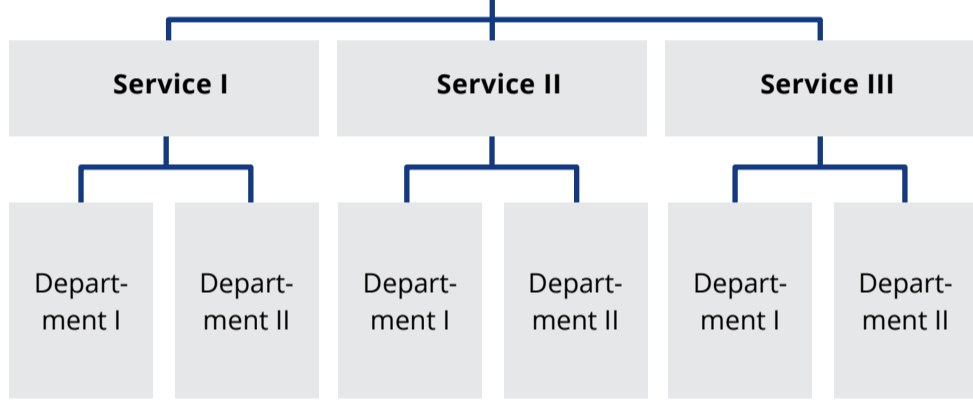 Service I
Service II
Service III
Depart-
ment I
Depart-
ment II
Depart-
ment I
Depart-
ment II
Depart-
ment I
Depart-
ment II